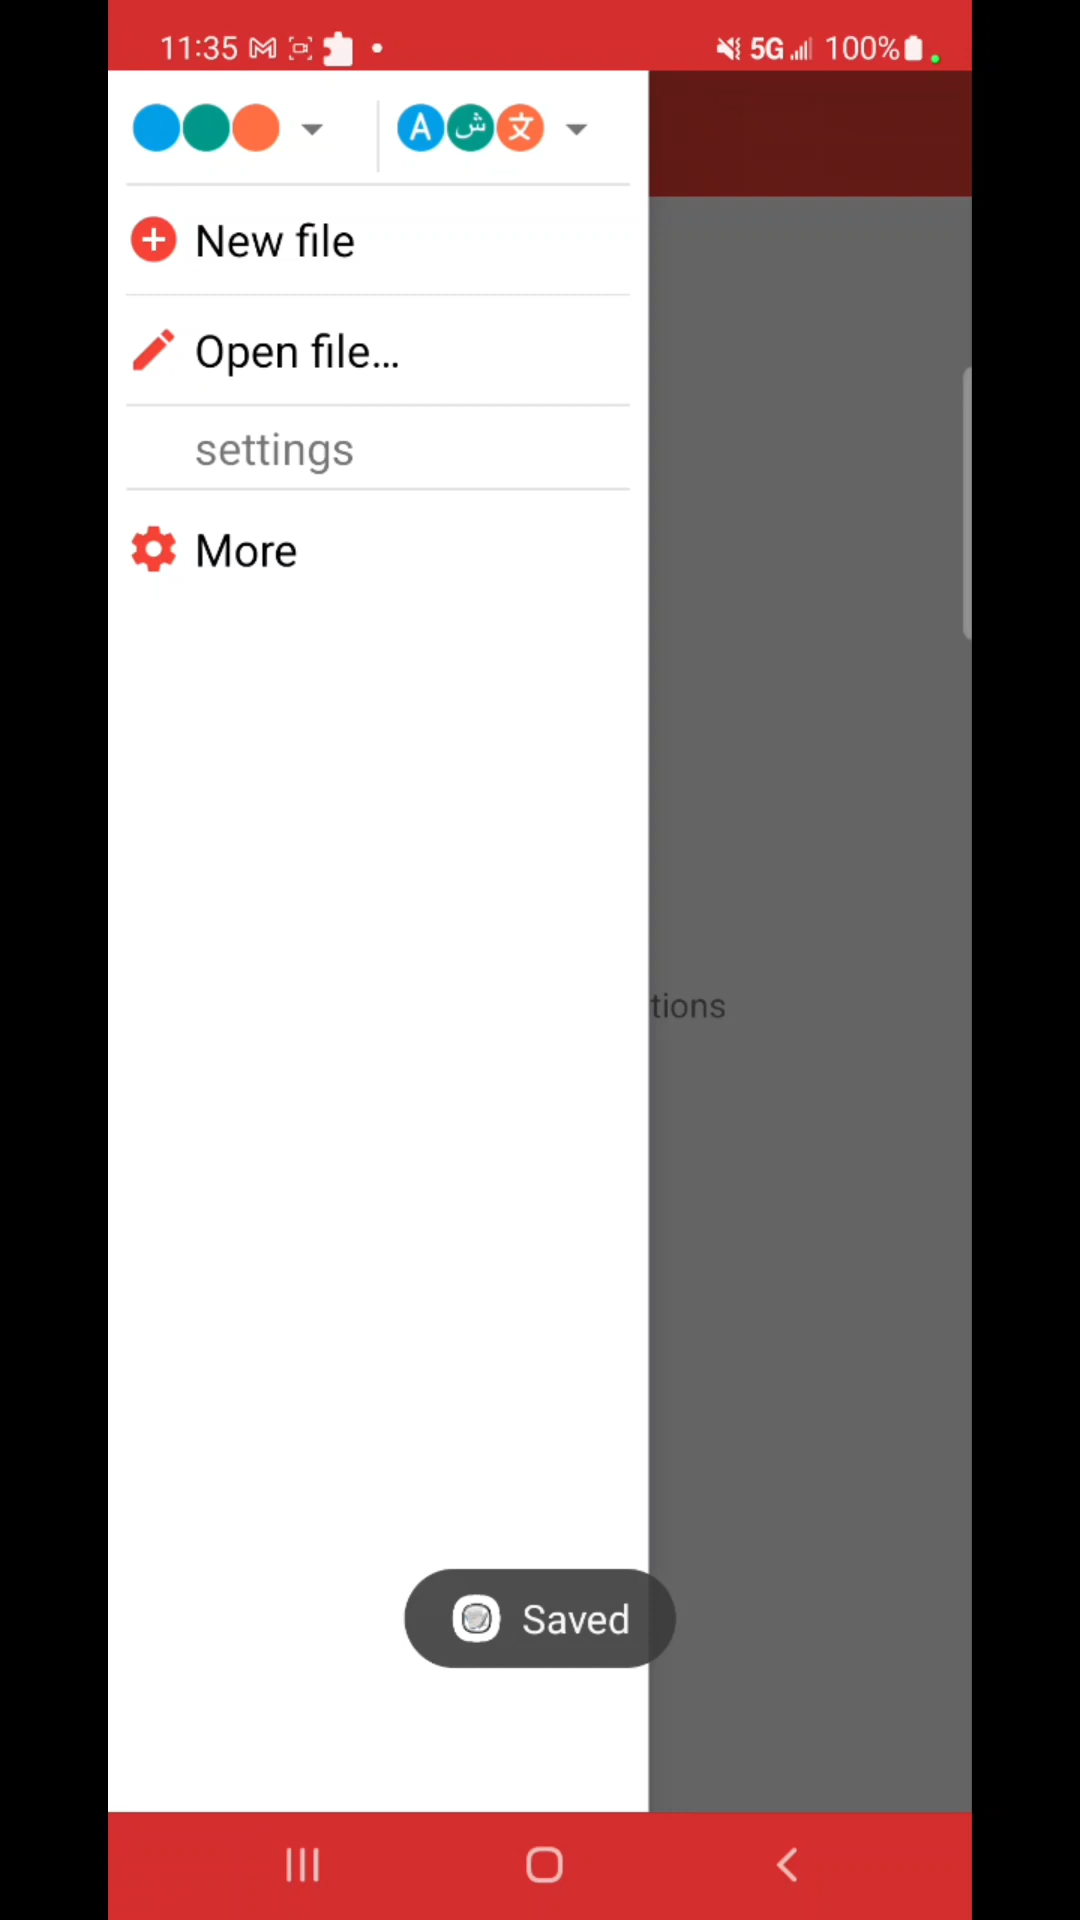 11:35 5G 100%
A ش 文
New file
Open file...
settings
More
tions
Saved